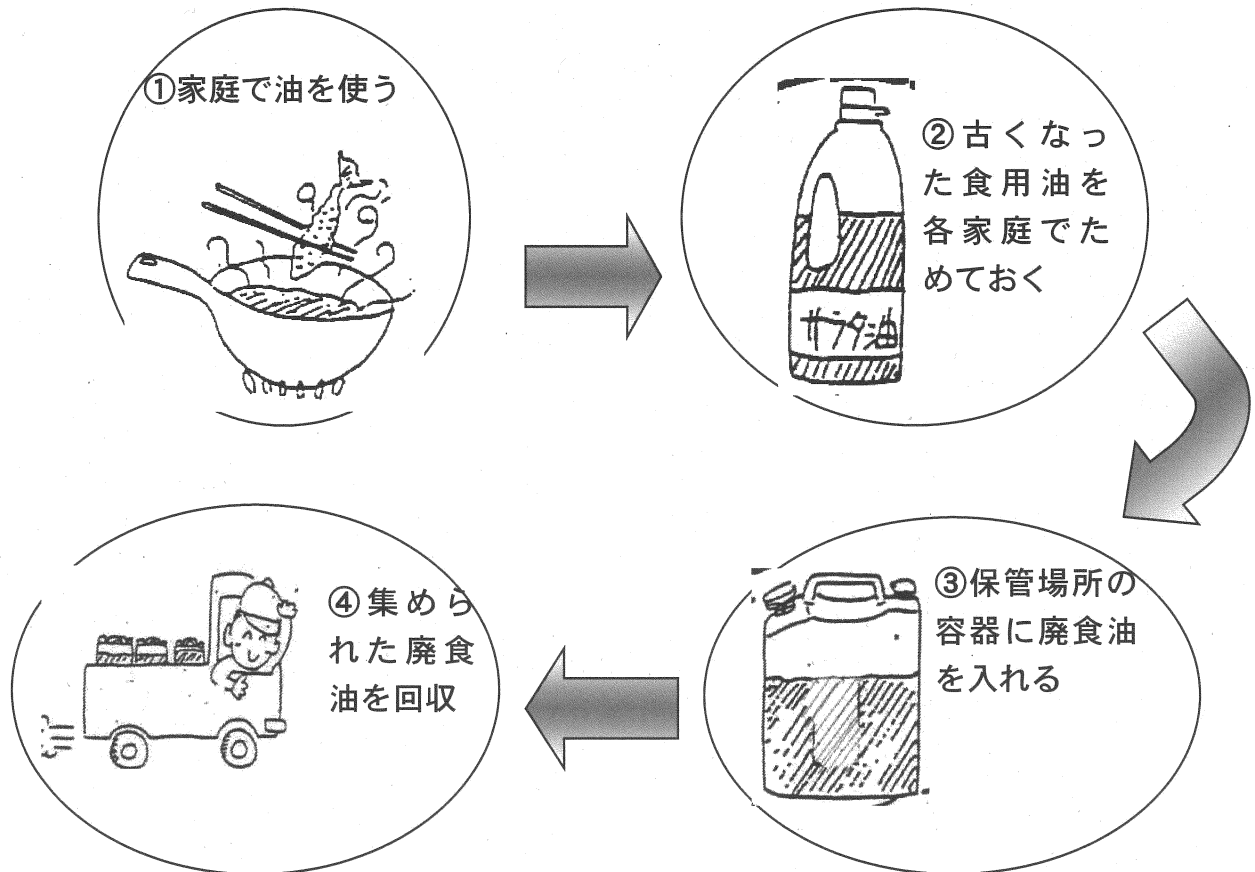 ①家庭で油を使う
②古くなっ
た食用油を
各家庭でた
めておく
サラダ油
③保管場所の
容器に廃食油
を入れる
④集めら
れた廃食
油を回収